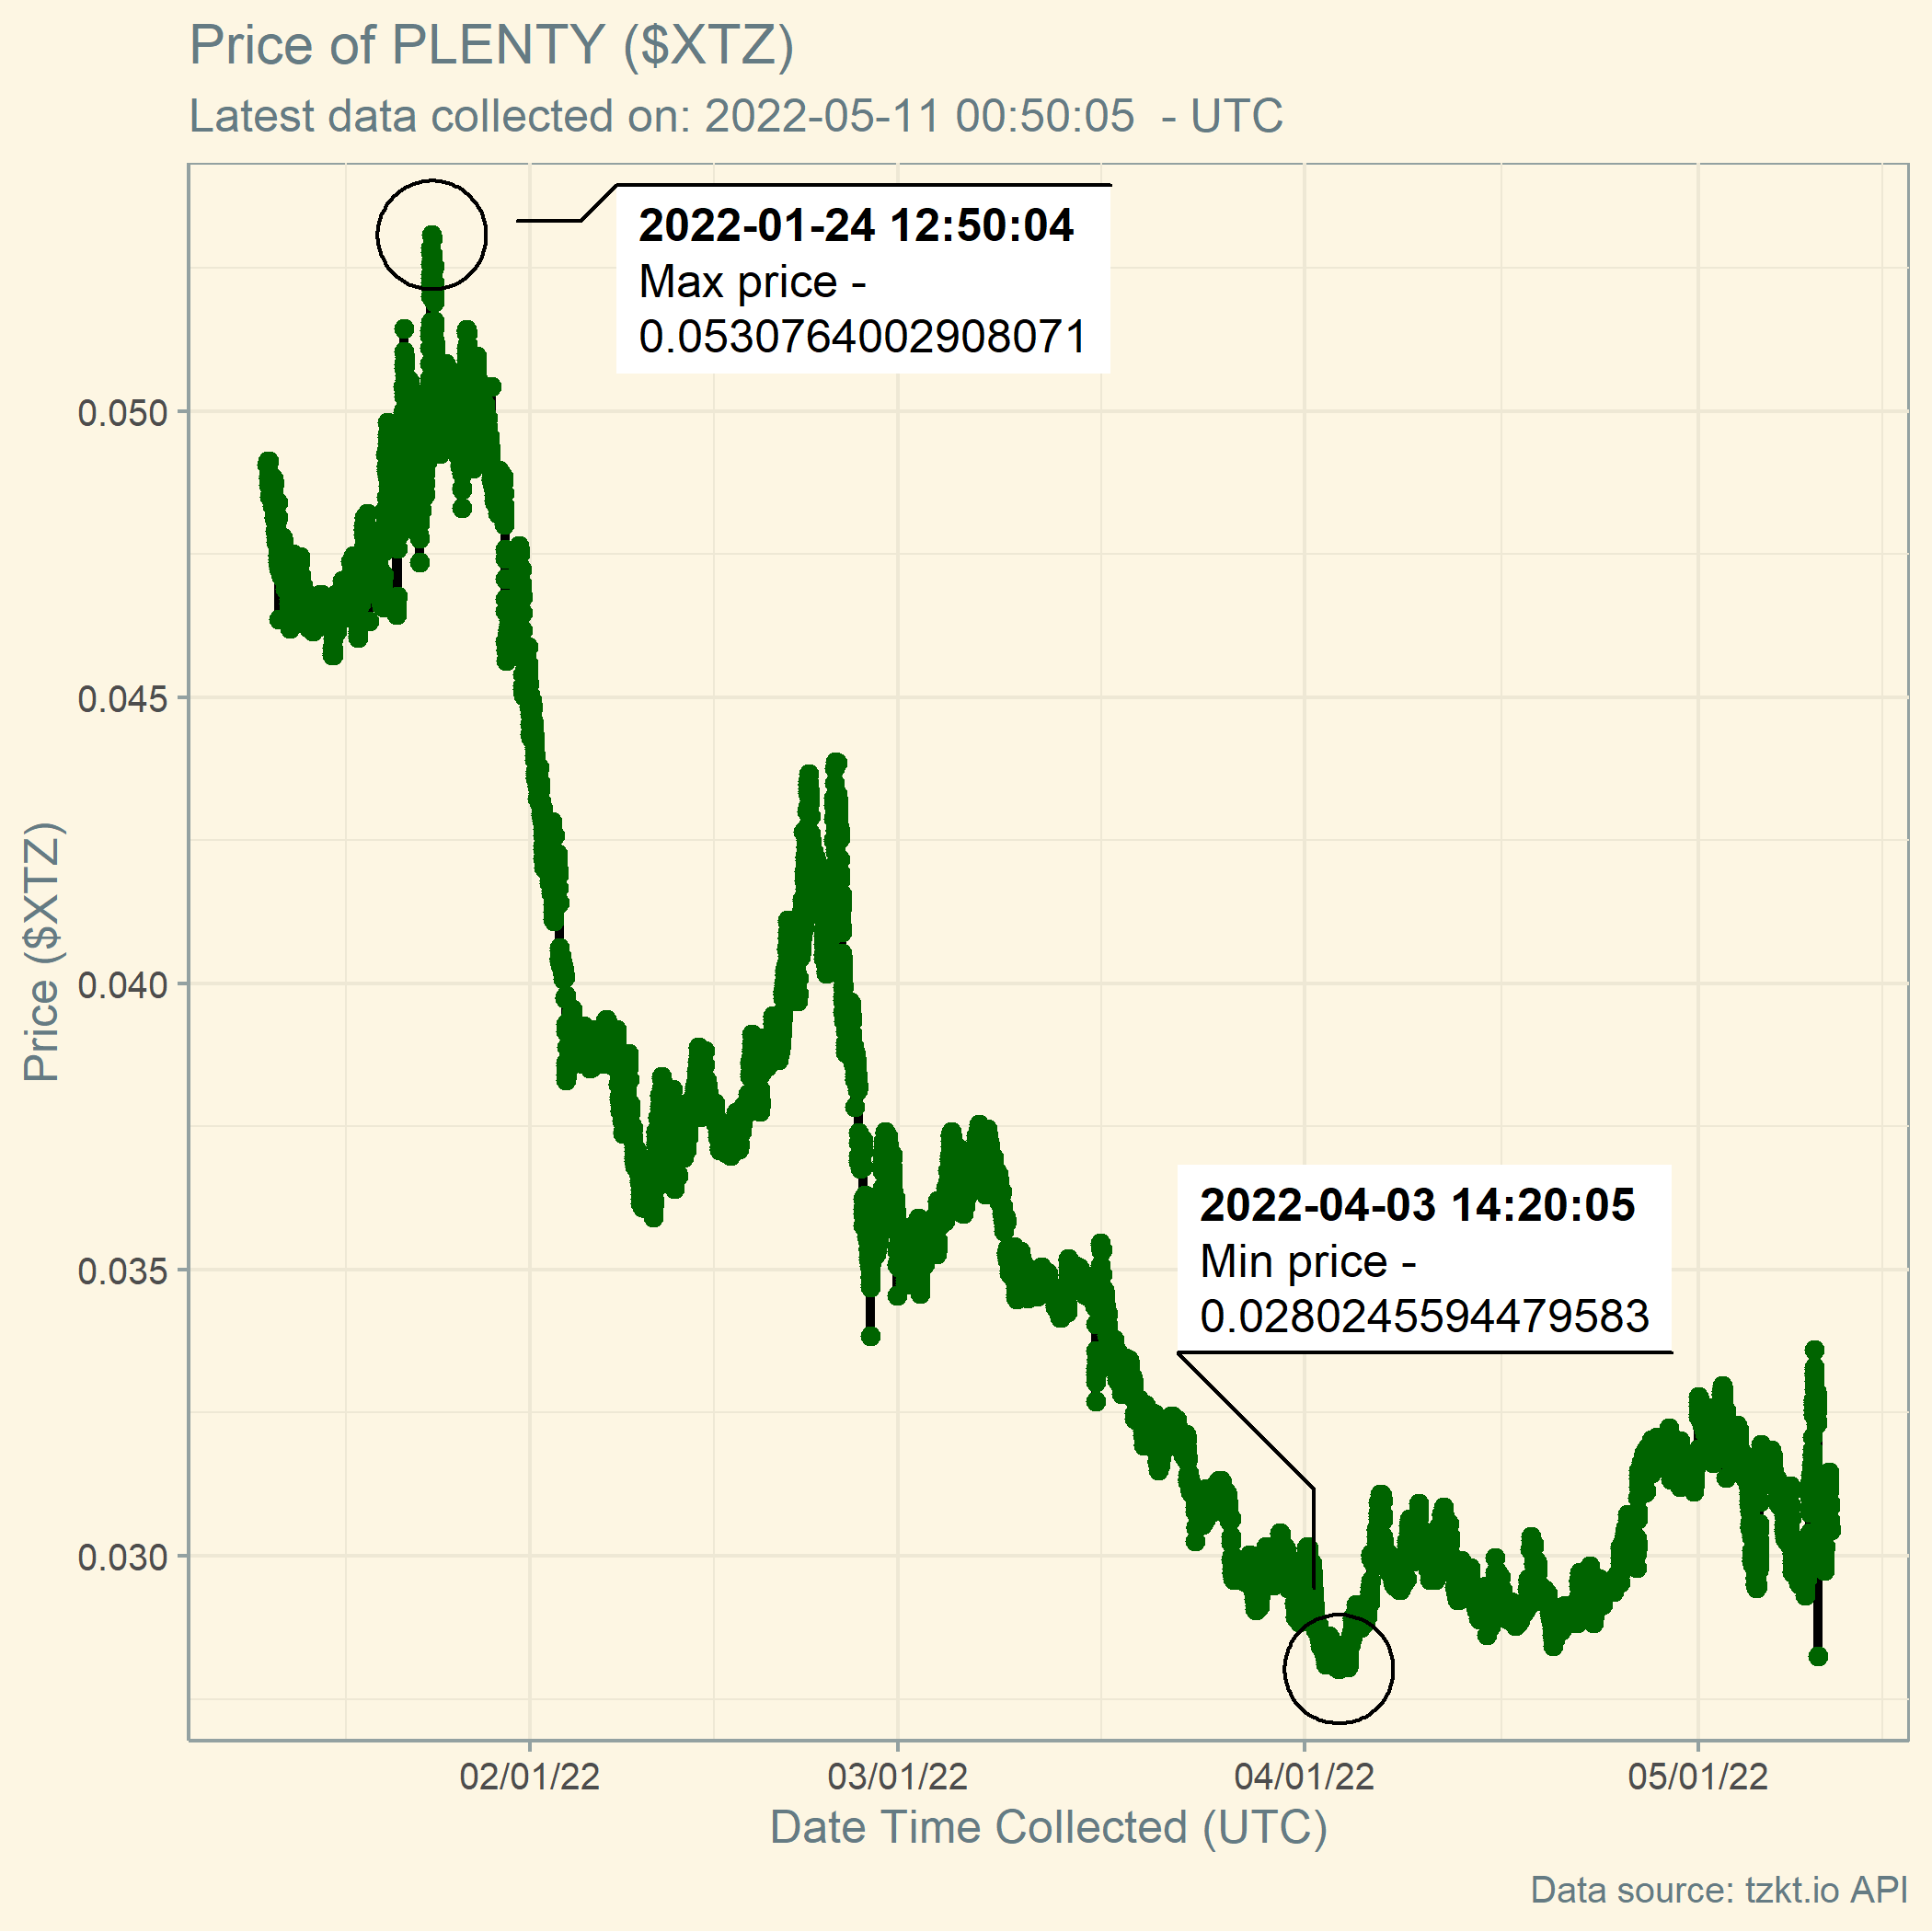 Price of PLENTY ($XTZ)
Latest data collected on: 2022-05-11 00:50:05  - UTC
2022-01-24 12:50:04
Max price -
0.0530764002908071
0.050
0.045
0.040
0.035
0.030
Price ($XTZ)
2022-04-03 14:20:05
Min price -
0.0280245594479583
02/01/22
03/01/22
04/01/22
05/01/22
Date Time Collected (UTC)
Data source: tzkt.io API